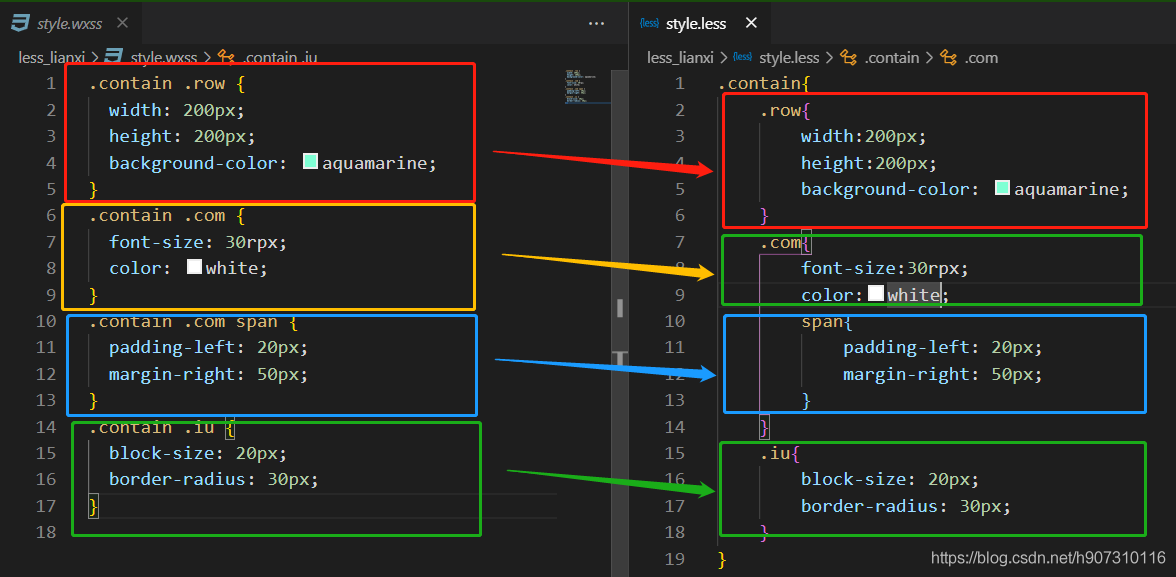 style.wxss
less_lianxi > style.wxss > .contain .iu
1 .contain .row {
2 width: 200px;
3 height: 200px;
4 background-color: aquamarine;
5 }
6 .contain .com {
7 font-size: 30rpx;
8 color: white;
9 }
10 .contain .com span {
11 padding-left: 20px;
12 margin-right: 50px;
13 }
14 .contain .iu {
15 block-size: 20px;
16 border-radius: 30px;
17 }
18
{less} style.less
less_lianxi > {less} style.less > .contain > .com
1 .contain{
2 .row{
3 width:200px;
4 height:200px;
5 background-color: aquamarine;
6 }
7 .com{
8 font-size:30rpx;
9 color: white;
10 span{
11 padding-left: 20px;
12 margin-right: 50px;
13 }
14 }
15 .iu{
16 block-size: 20px;
17 border-radius: 30px;
18 }
19 }
https://blog.csdn.net/h907310116